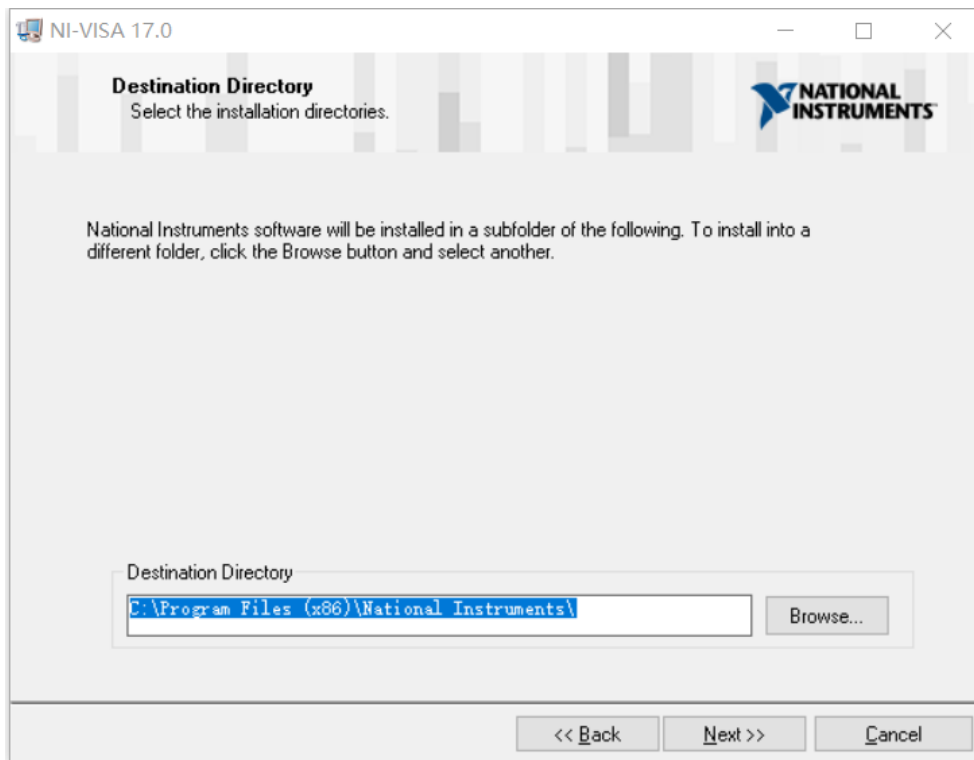 NI-VISA 17.0
Destination Directory
Select the installation directories.
NATIONAL
INSTRUMENTS™
National Instruments software will be installed in a subfolder of the following. To install into a
different folder, click the Browse button and select another.
Destination Directory
C:\Program Files (x86)\National Instruments\
Browse...
<< Back
Next >>
Cancel